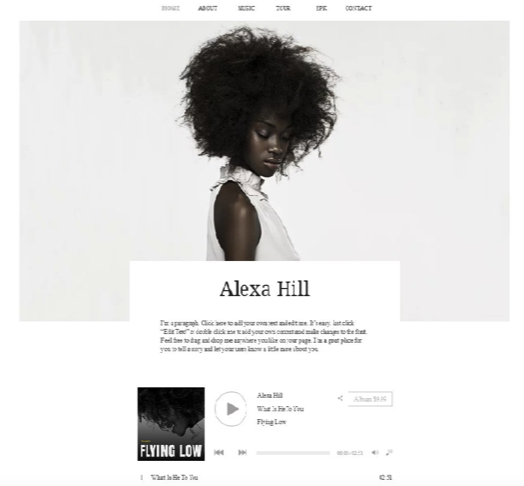 HOME ABOUT MUSIC TOUR EPK CONTACT
Alexa Hill
I'm a paragraph. Click here to add your own text and edit me. It's easy. Just click
"Edit Text" or double click me to add your own content and make changes to the font.
Feel free to drag and drop me anywhere you like on your page. I'm a great place for
you to tell a story and let your users know a little more about you.
Alexa Hill
What Is He To You
Flying Low
Album $9.99
FLYING LOW
00:00 / 02:51
1 What Is He To You 02:51